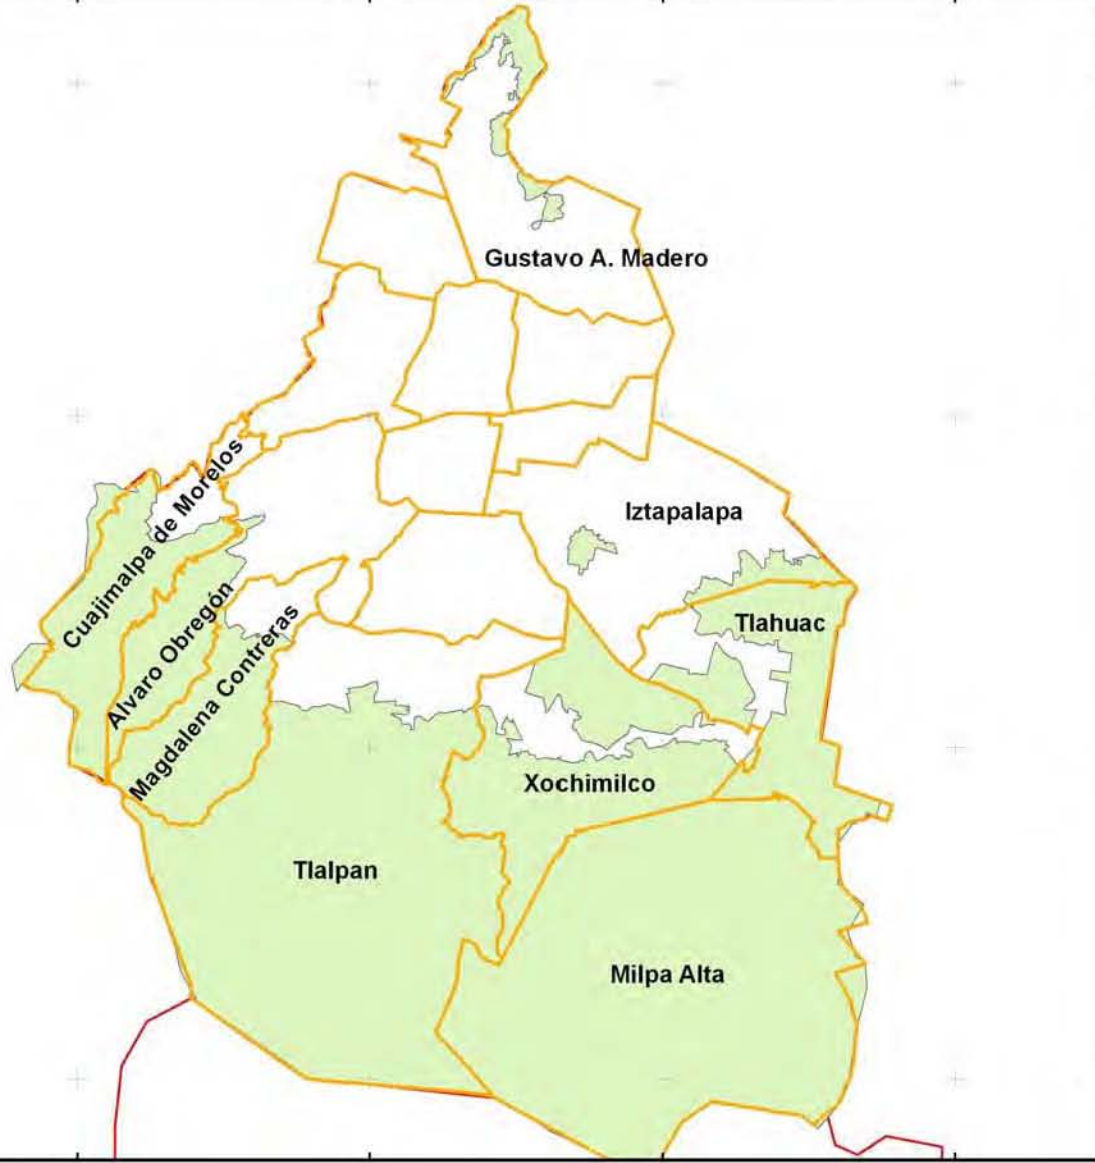 Gustavo A. Madero
Iztapalapa
Cuajimalpa de Morelos
Tlahuac
Alvaro Obregón
Magdalena Contreras
Xochimilco
Tlalpan
Milpa Alta